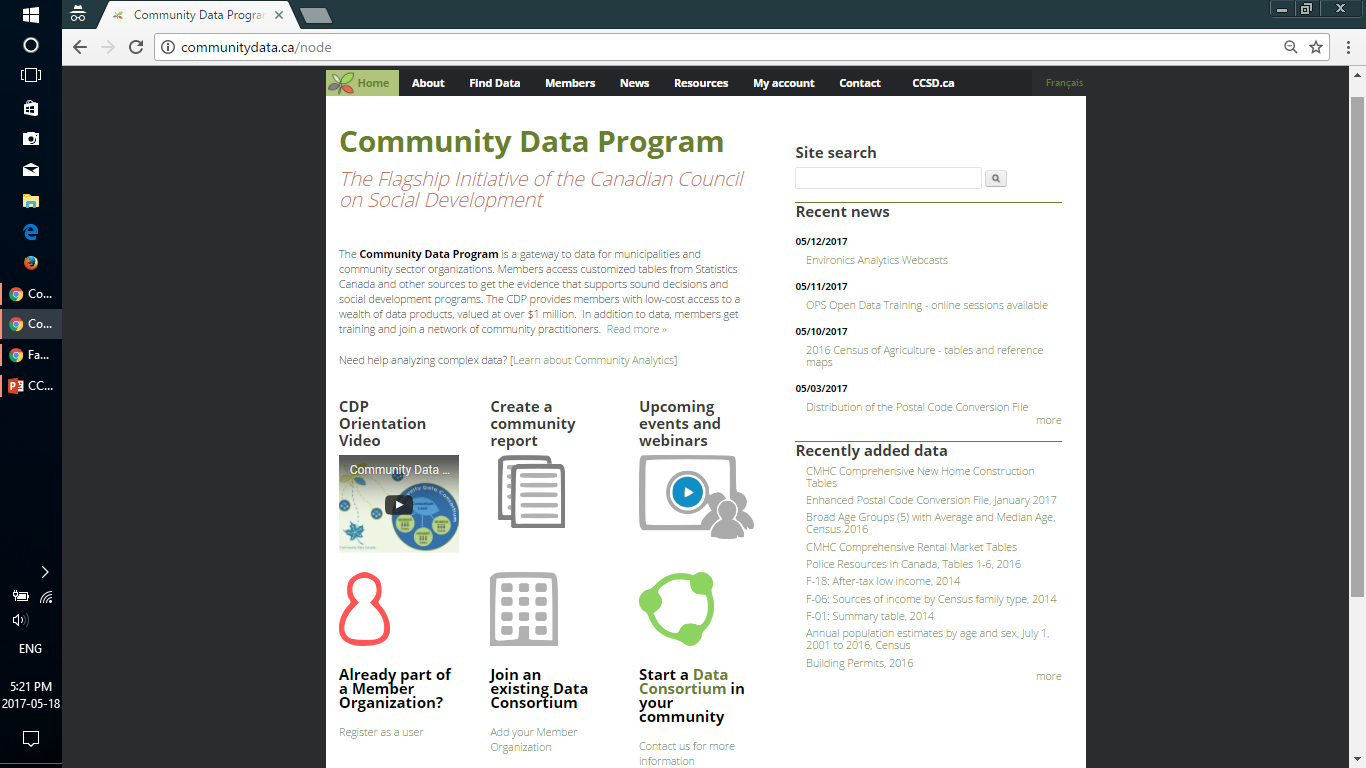 Community Data Progra
communitydata.ca/node
Home About Find Data Members News Resources My account Contact CCSD.ca Français
Community Data Program
The Flagship Initiative of the Canadian Council
on Social Development
The Community Data Program is a gateway to data for municipalities and
community sector organizations. Members access customized tables from Statistics
Canada and other sources to get the evidence that supports sound decisions and
social development programs. The CDP provides members with low-cost access to a
wealth of data products, valued at over $1 million. In addition to data, members get
training and join a network of community practitioners. Read more »
Need help analyzing complex data? [Learn about Community Analytics]
CDP
Orientation
Video
Community Data ...
Create a
community
report
Upcoming
events and
webinars
Already part of
a Member
Organization?
Register as a user
Join an
existing Data
Consortium
Add your Member
Organization
Start a Data
Consortium in
your
community
Contact us for more
information
Site search
Recent news
05/12/2017
Environics Analytics Webcasts
05/11/2017
OPS Open Data Training - online sessions available
05/10/2017
2016 Census of Agriculture - tables and reference
maps
05/03/2017
Distribution of the Postal Code Conversion File
more
Recently added data
CMHC Comprehensive New Home Construction
Tables
Enhanced Postal Code Conversion File, January 2017
Broad Age Groups (5) with Average and Median Age,
Census 2016
CMHC Comprehensive Rental Market Tables
Police Resources in Canada, Tables 1-6, 2016
F-18: After-tax low income, 2014
F-06: Sources of income by Census family type, 2014
F-01: Summary table, 2014
Annual population estimates by age and sex, July 1,
2001 to 2016, Census
Building Permits, 2016
more
Co...
Co...
Fa...
CC...
ENG
5:21 PM
2017-05-18